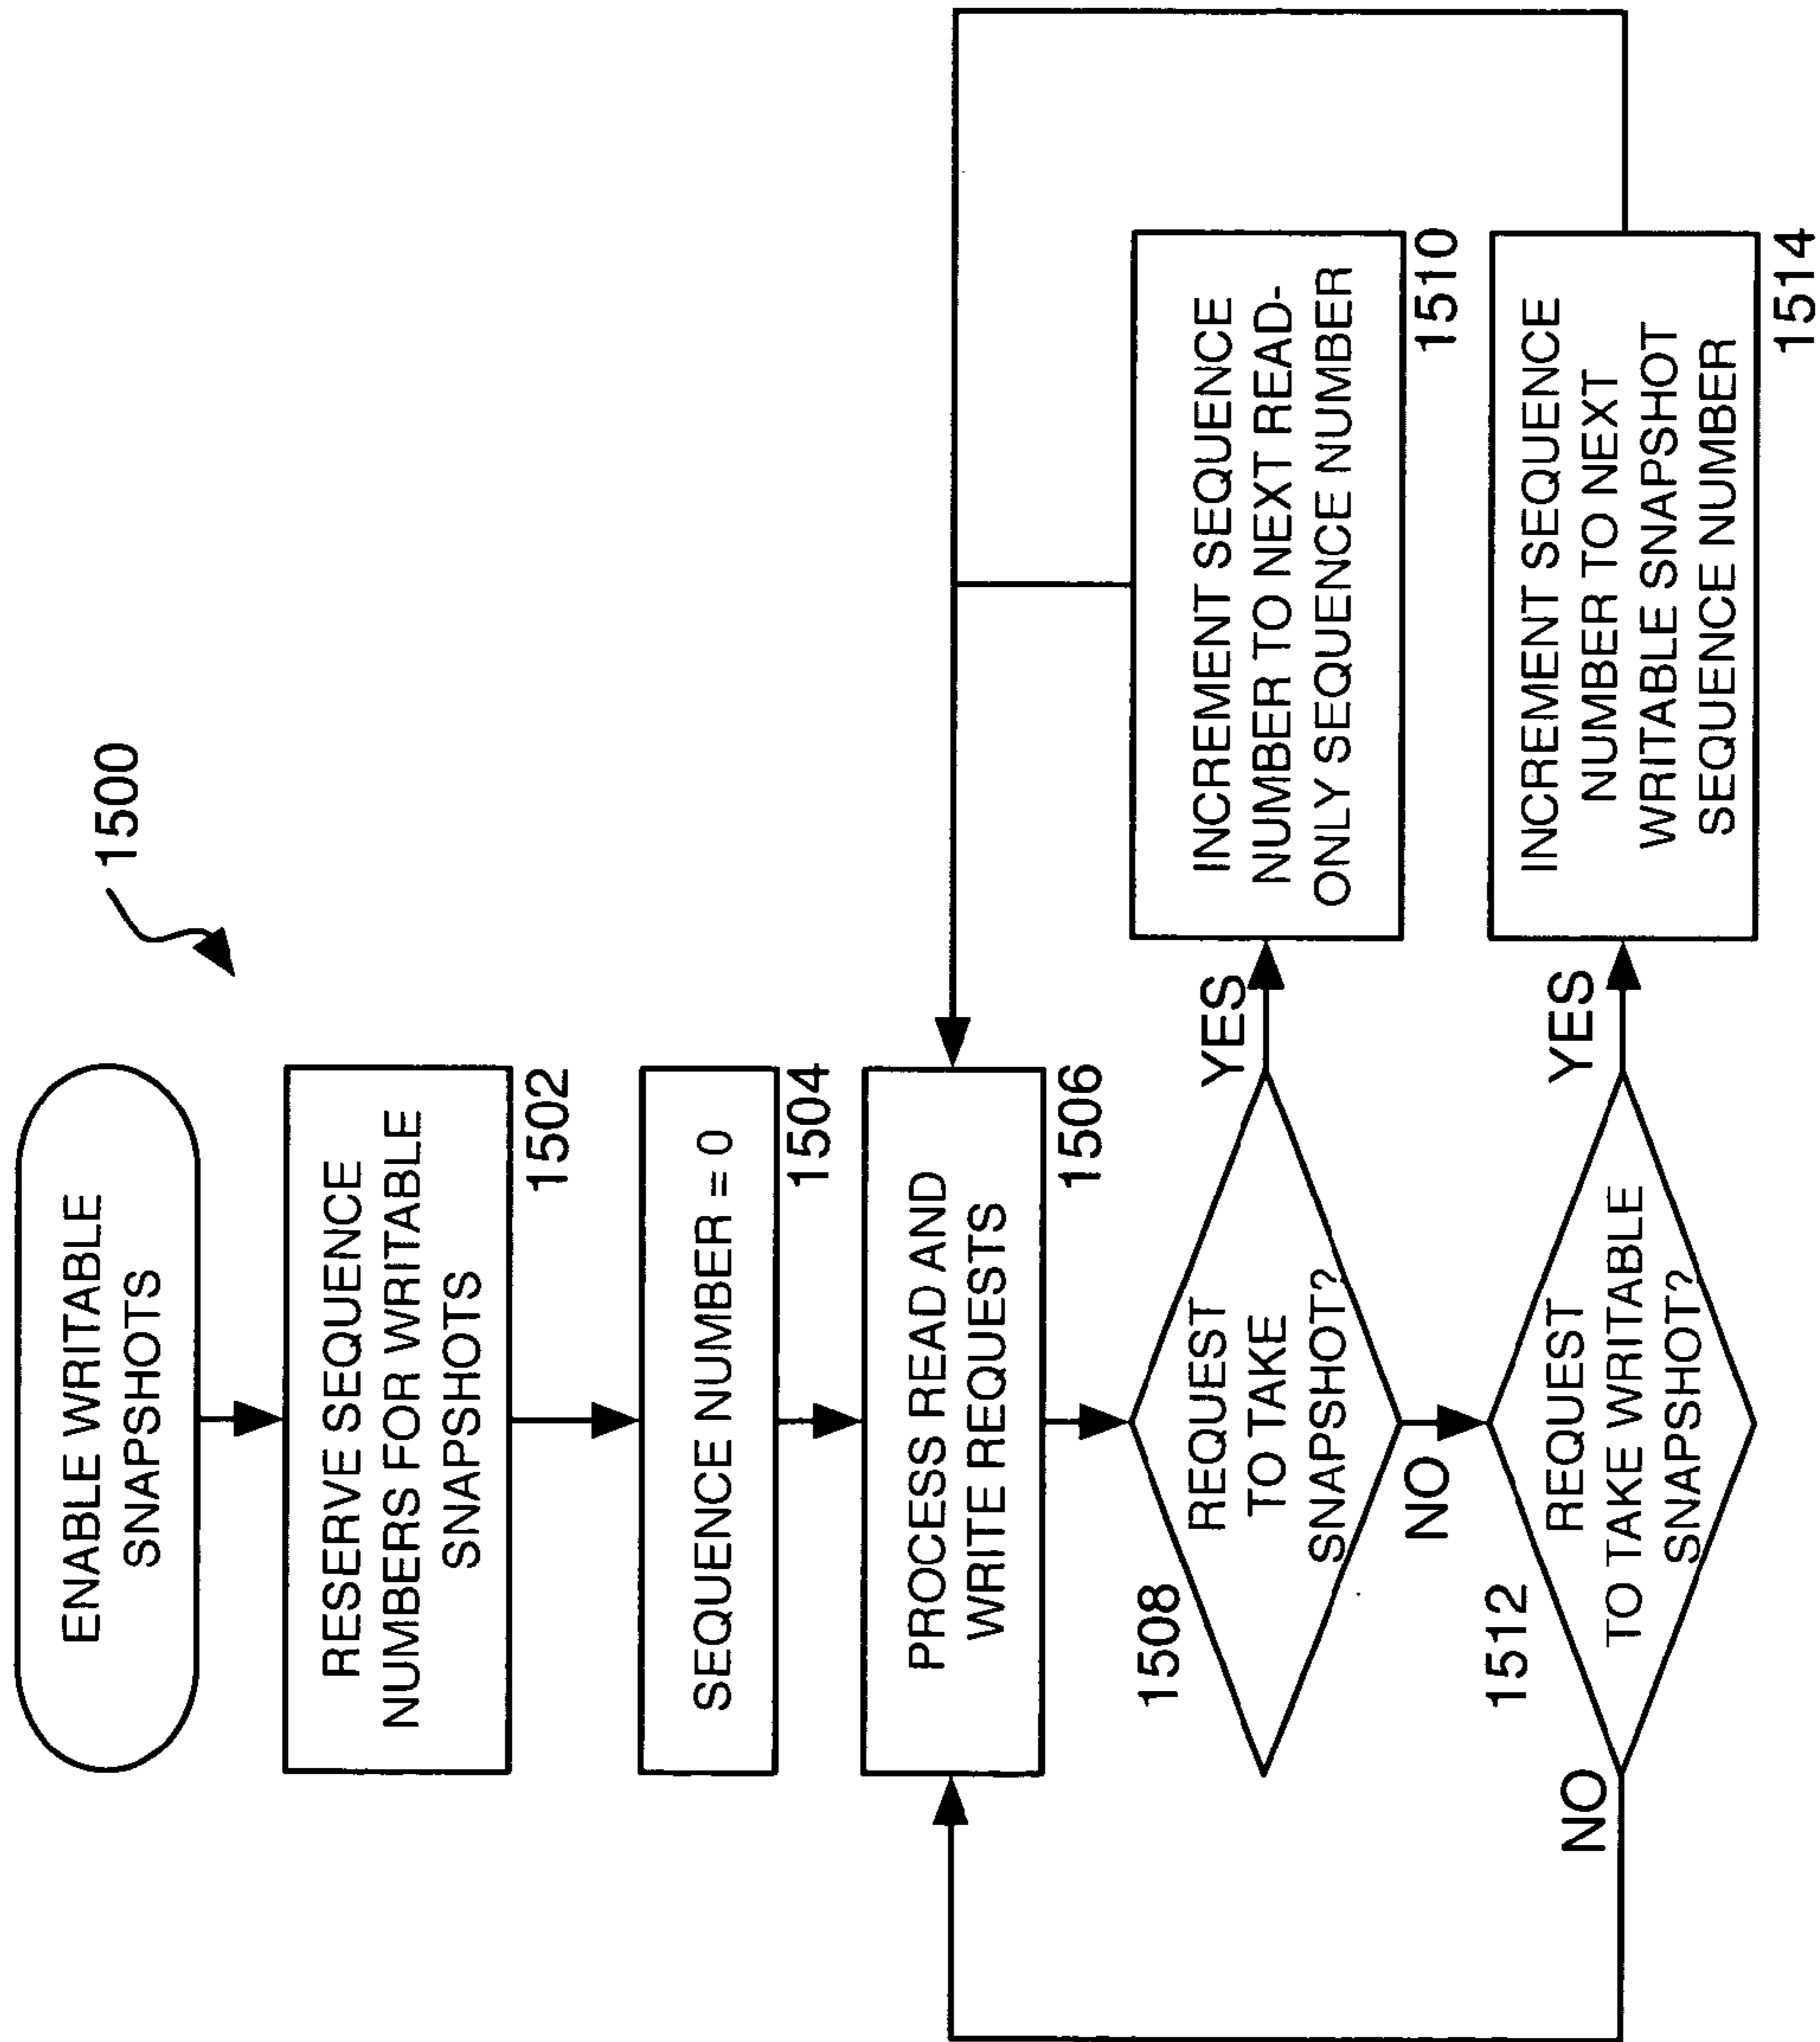 1500
ENABLE WRITABLE
SNAPSHOTS
RESERVE SEQUENCE
NUMBERS FOR WRITABLE
SNAPSHOTS
1502
SEQUENCE NUMBER = 0
1504
PROCESS READ AND
WRITE REQUESTS
1506
1508
REQUEST
TO TAKE
SNAPSHOT?
YES
INCREMENT SEQUENCE
NUMBER TO NEXT READ-
ONLY SEQUENCE NUMBER
1510
NO
1512
REQUEST
TO TAKE WRITABLE
SNAPSHOT?
YES
INCREMENT SEQUENCE
NUMBER TO NEXT
WRITABLE SNAPSHOT
SEQUENCE NUMBER
1514
NO